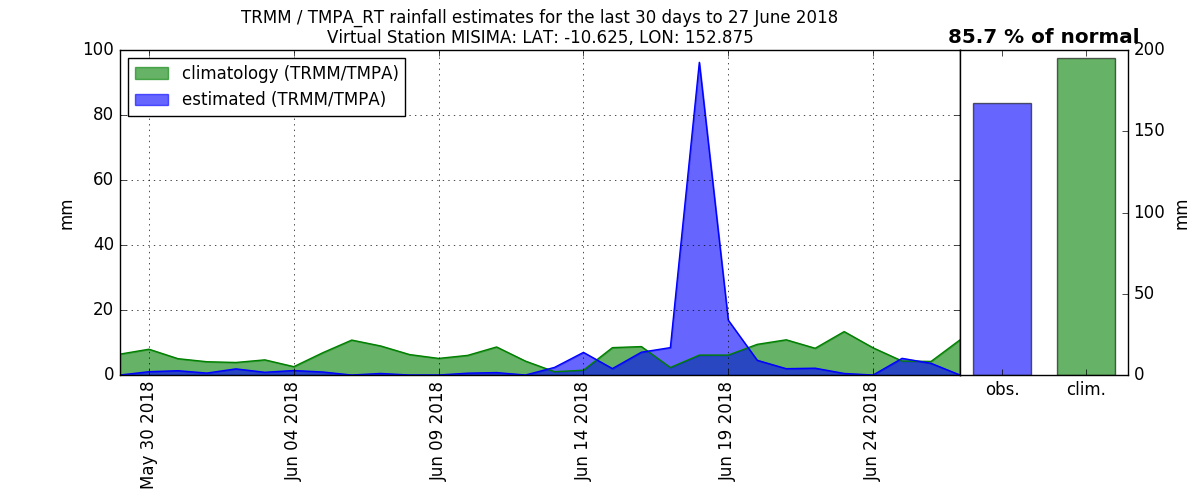 TRMM / TMPA_RT rainfall estimates for the last 30 days to 27 June 2018
Virtual Station MISIMA: LAT: -10.625, LON: 152.875
85.7 % of normal
climatology (TRMM/TMPA)
estimated (TRMM/TMPA)
100
80
60
40
20
0
mm
May 30 2018
Jun 04 2018
Jun 09 2018
Jun 14 2018
Jun 19 2018
Jun 24 2018
200
150
100
50
0
mm
obs.
clim.